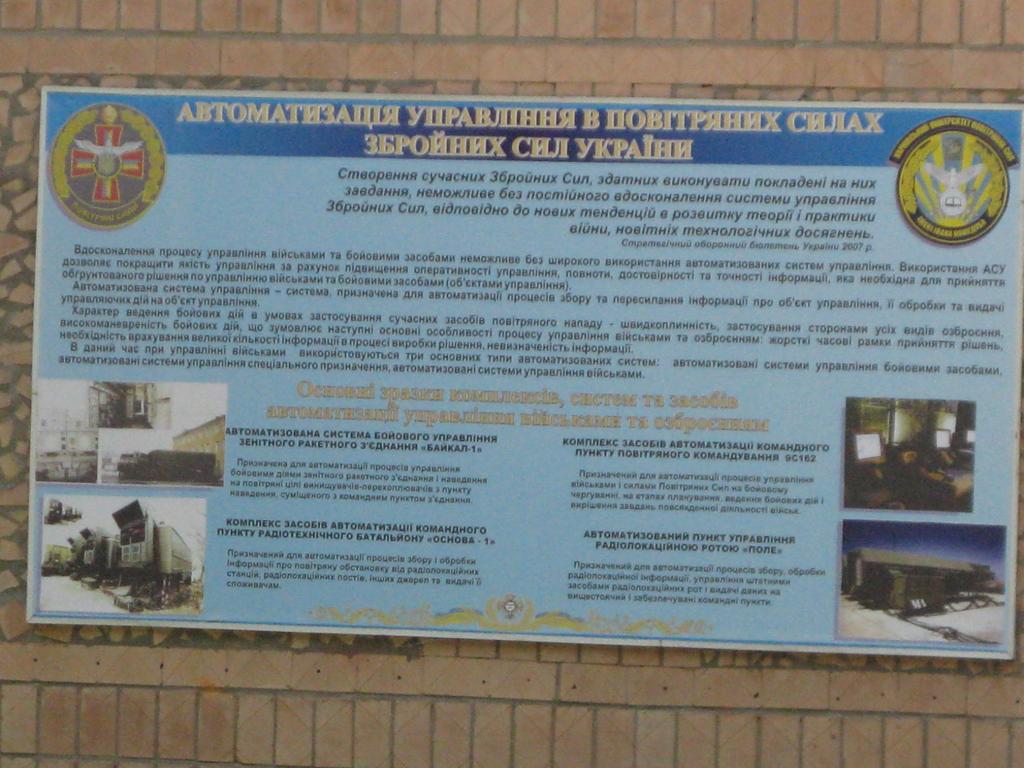 АВТОМАТИЗАЦІЯ УПРАВЛІННЯ В ПОВІТРЯНИХ СИЛАХ
ЗБРОЙНИХ СИЛ УКРАЇНИ
ПОВІТРЯНІ СИЛИ
Створення сучасних Збройних Сил, здатних виконувати покладені на них
завдання, неможливе без постійного вдосконалення системи управління
Збройних Сил, відповідно до нових тенденцій в розвитку теорії і практики
війни, новітніх технологічних досягнень.
Стратегічний оборонний бюлетень України 2007 р.
Вдосконалення процесу управління військами та бойовими засобами неможливе без широкого використання автоматизованих систем управління. Використання АСУ
дозволяє покращити якість управління за рахунок підвищення оперативності управління, повноти, достовірності та точності інформації, яка необхідна для прийняття
обґрунтованого рішення по управлінню військами та бойовими засобами (об'єктами управління).
Автоматизована система управління – система, призначена для автоматизації процесів збору та пересилання інформації про об'єкт управління, її обробки та видачі
управляючих дій на об'єкт управління.
Характер ведення бойових дій в умовах застосування сучасних засобів повітряного нападу - швидкоплинність, застосування сторонами усіх видів озброєння,
високоманевреність бойових дій, що зумовлює наступні основні особливості процесу управління військами та озброєнням: жорсткі часові рамки прийняття рішень,
необхідність врахування великої кількості інформації в процесі виробки рішення, невизначеність інформації.
В даний час при управлінні військами використовуються три основних типи автоматизованих систем: автоматизовані системи управління бойовими засобами,
автоматизовані системи управління спеціального призначення, автоматизовані системи управління військами.
Основні зразки комплексів, систем та засобів
автоматизації управління військами та озброєнням
АВТОМАТИЗОВАНА СИСТЕМА БОЙОВОГО УПРАВЛІННЯ
ЗЕНІТНОГО РАКЕТНОГО З'ЄДНАННЯ «БАЙКАЛ-1»
Призначена для автоматизації процесів управління
бойовими діями зенітного ракетного з'єднання і наведення
на повітряні цілі винищувачів-перехоплювачів з пункту
наведення, суміщеного з командним пунктом з'єднання.
КОМПЛЕКС ЗАСОБІВ АВТОМАТИЗАЦІЇ КОМАНДНОГО
ПУНКТУ РАДІОТЕХНІЧНОГО БАТАЛЬЙОНУ «ОСНОВА - 1»
Призначений для автоматизації процесів збору і обробки
інформації про повітряну обстановку від радіолокаційних
станцій, радіолокаційних постів, інших джерел та видачі її
споживачам.
КОМПЛЕКС ЗАСОБІВ АВТОМАТИЗАЦІЇ КОМАНДНОГО
ПУНКТУ ПОВІТРЯНОГО КОМАНДУВАННЯ 9С162
Призначений для автоматизації процесів управління
військами і силами Повітряних Сил на бойовому
чергуванні, на етапах планування, ведення бойових дій і
вирішення завдань повсякденної діяльності військ.
АВТОМАТИЗОВАНИЙ ПУНКТ УПРАВЛІННЯ
РАДІОЛОКАЦІЙНОЮ РОТОЮ «ПОЛЕ»
Призначений для автоматизації процесів збору, обробки
радіолокаційної інформації, управління штатними
засобами радіолокаційних рот і видачі даних на
вищестоячий і забезпечувані командні пункти.